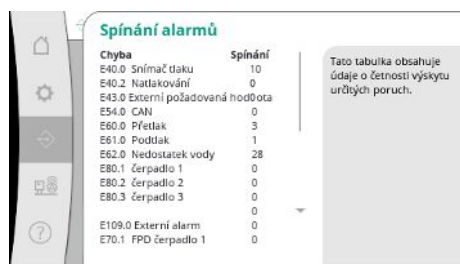 Spínání alarmů
Chyba Spínání
E40.0 Snímač tlaku 10
E40.2 Natlakování 0
E43.0 Externí požadovaná hod0ota
E54.0 CAN 0
E60.0 Přetlak 3
E61.0 Podtlak 1
E62.0 Nedostatek vody 28
E80.1 čerpadlo 1 0
E80.2 čerpadlo 2 0
E80.3 čerpadlo 3 0
0
E109.0 Externí alarm 0
E70.1 FPD čerpadlo 1 0
Tato tabulka obsahuje
údaje o četnosti výskytu
určitých poruch.